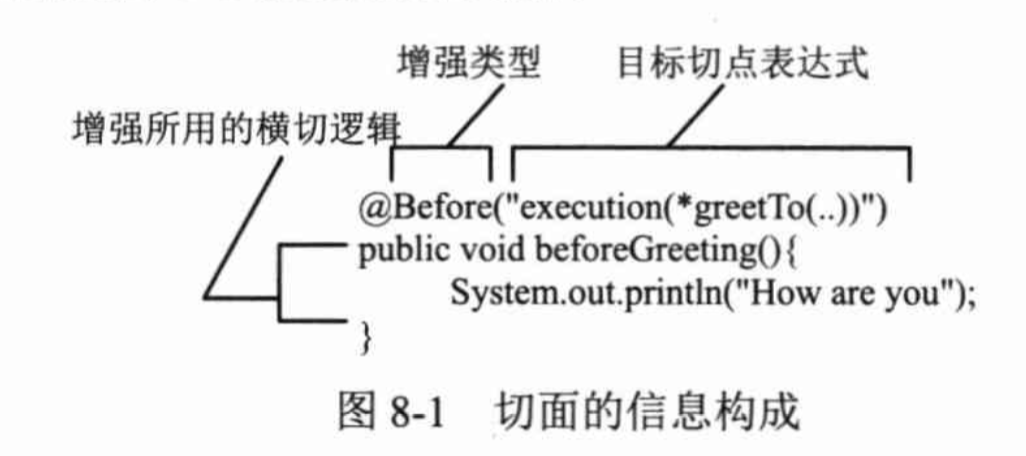 增强类型 目标切点表达式
增强所用的横切逻辑
@Before("execution(*greetTo(..))")
public void beforeGreeting(){
System.out.println("How are you");
}
图 8-1 切面的信息构成